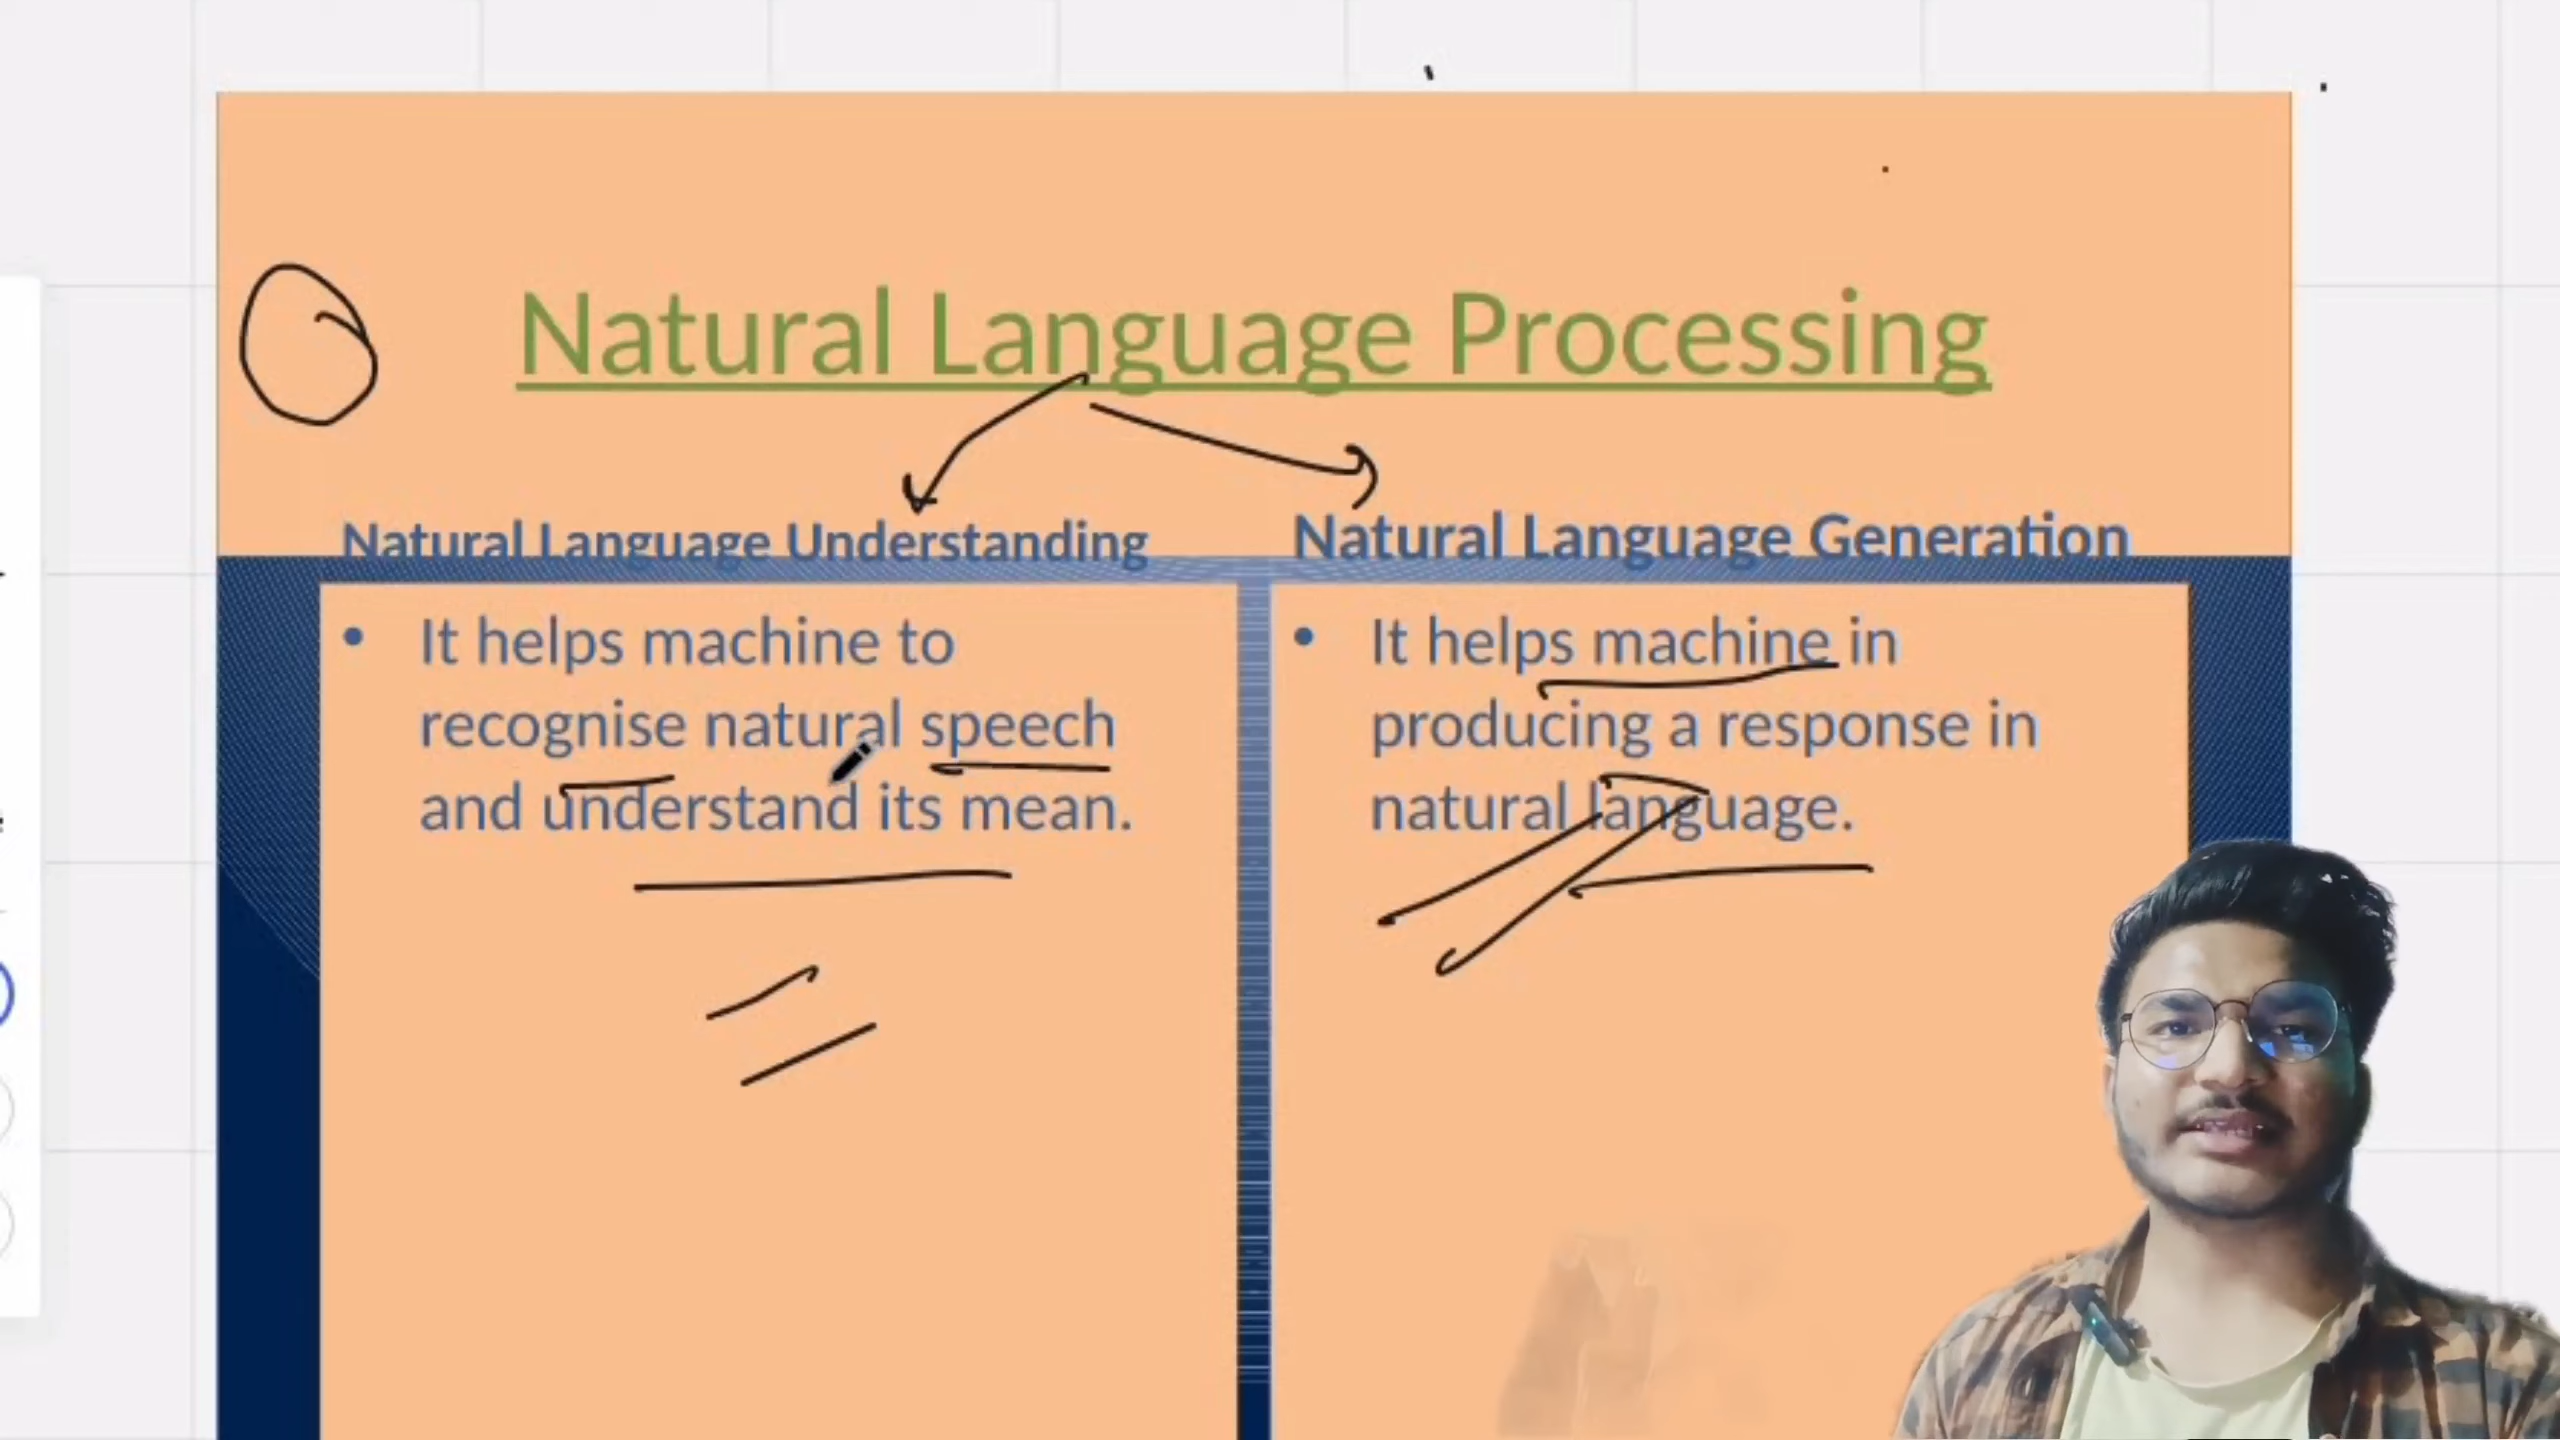 Natural Language Processing
Natural Language Understanding
Natural Language Generation
• It helps machine to
recognise natural speech
and understand its mean.
• It helps machine in
producing a response in
natural language.